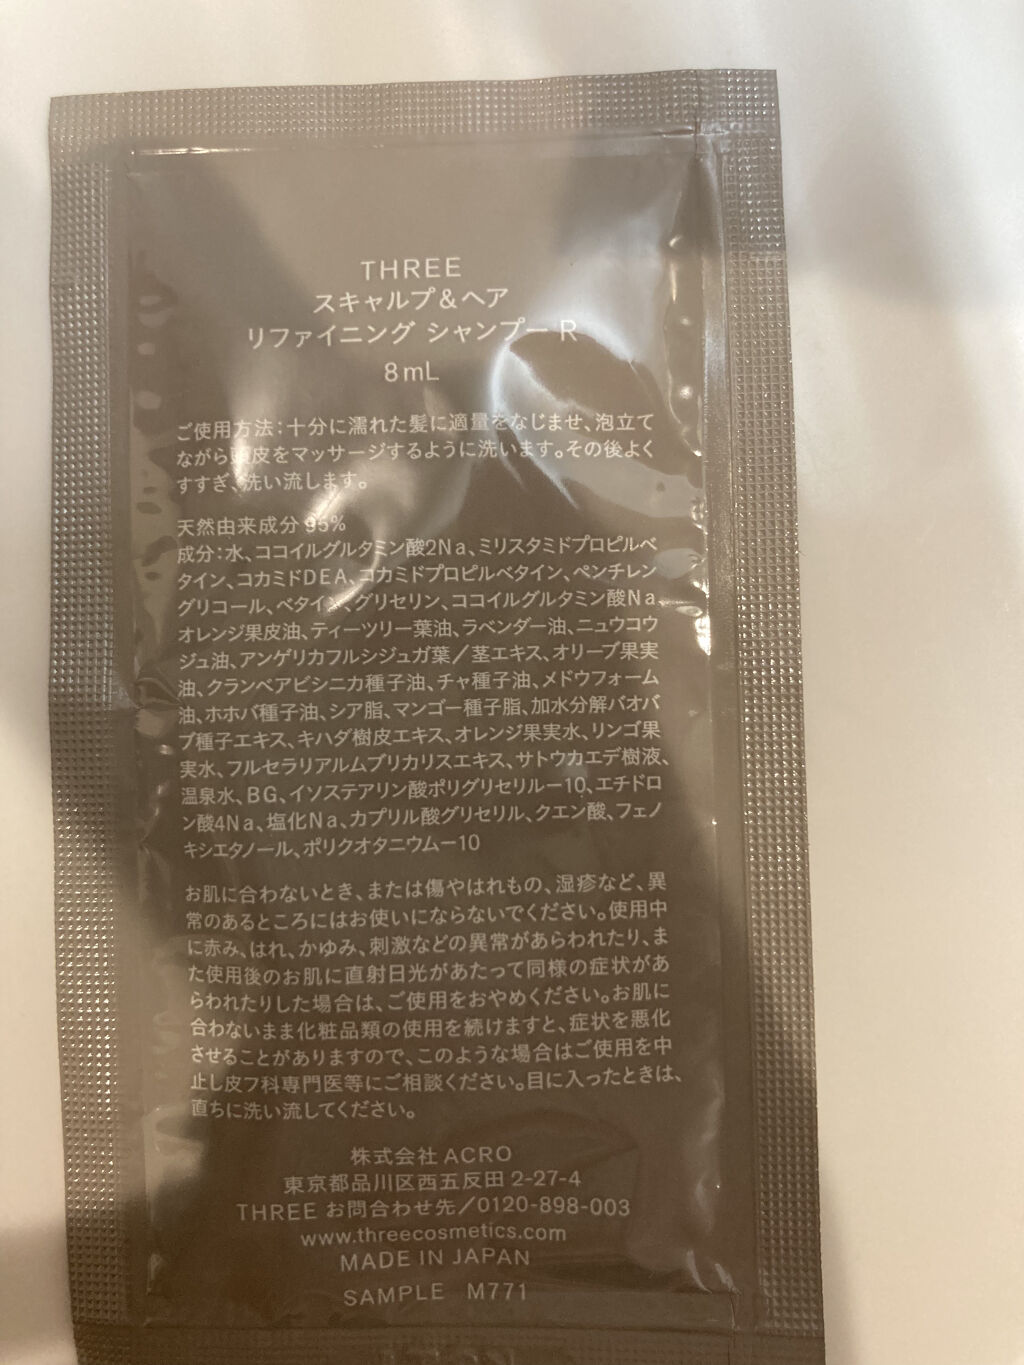 THREE
スキャルプ＆ヘア
リファイニング シャンプー R
8mL
ご使用方法：十分に濡れた髪に適量をなじませ、泡立て
ながら頭皮をマッサージするように洗います。その後よく
すすぎ、洗い流します。
天然由来成分 95%
成分：水、ココイルグルタミン酸2Na、ミリスタミドプロピルベ
タイン、コカミドDEA、コカミドプロピルベタイン、ペンチレン
グリコール、ベタイン、グリセリン、ココイルグルタミン酸Na、
オレンジ果皮油、ティーツリー葉油、ラベンダー油、ニュウコウ
ジュ油、アンゲリカフルシジュガ葉／茎エキス、オリーブ果実
油、クランベアビシニカ種子油、チャ種子油、メドウフォーム
油、ホホバ種子油、シア脂、マンゴー種子脂、加水分解バオバ
ブ種子エキス、キハダ樹皮エキス、オレンジ果実水、リンゴ果
実水、フルセラリアルムブリカリスエキス、サトウカエデ樹液、
温泉水、BG、イソステアリン酸ポリグリセリル－10、エチドロ
ン酸4Na、塩化Na、カプリル酸グリセリル、クエン酸、フェノ
キシエタノール、ポリクオタニウム－10
お肌に合わないとき、または傷やはれもの、湿疹など、異
常のあるところにはお使いにならないでください。使用中
に赤み、はれ、かゆみ、刺激などの異常があらわれたり、ま
た使用後のお肌に直射日光があたって同様の症状があ
らわれたりした場合は、ご使用をおやめください。お肌に
合わないまま化粧品類の使用を続けますと、症状を悪化
させることがありますので、このような場合はご使用を中
止し皮フ科専門医等にご相談ください。目に入ったときは、
直ちに洗い流してください。
株式会社 ACRO
東京都品川区西五反田 2-27-4
THREE お問合わせ先／0120-898-003
www.threecosmetics.com
MADE IN JAPAN
SAMPLE M771